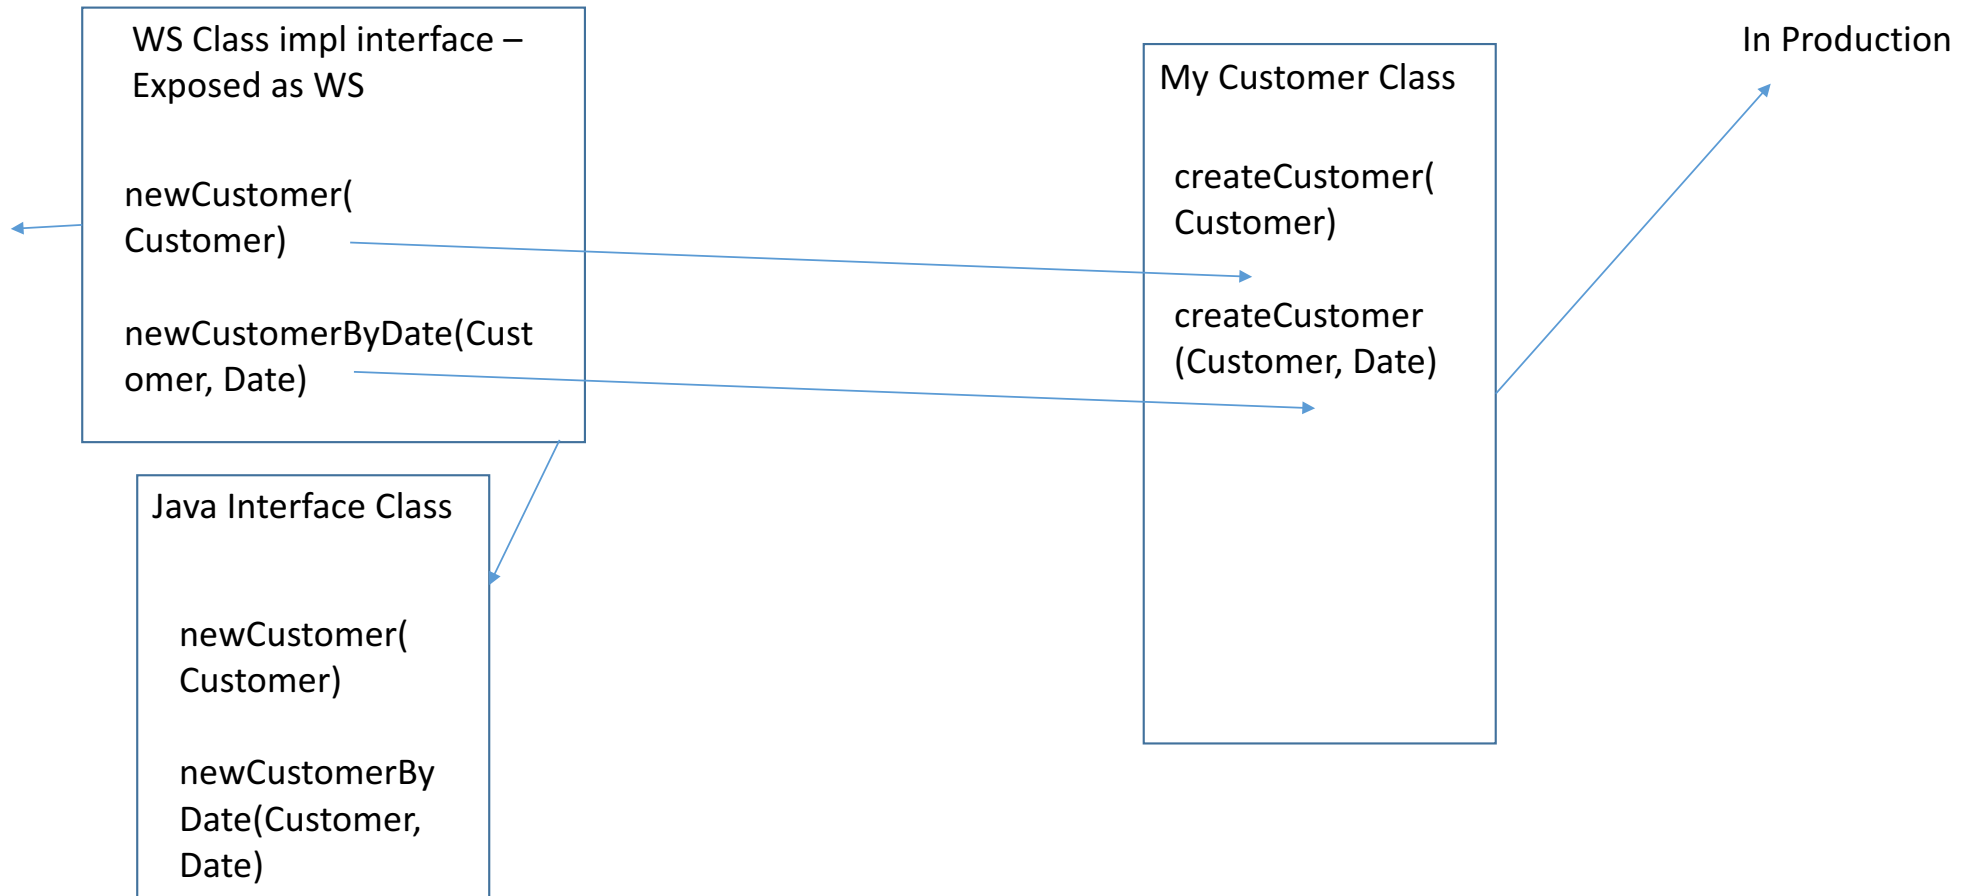 WS Class impl interface –
Exposed as WS
newCustomer(
Customer)
newCustomerByDate(Cust
omer, Date)
Java Interface Class
newCustomer(
Customer)
newCustomerBy
Date(Customer,
Date)
My Customer Class
createCustomer(
Customer)
createCustomer
(Customer, Date)
In Production